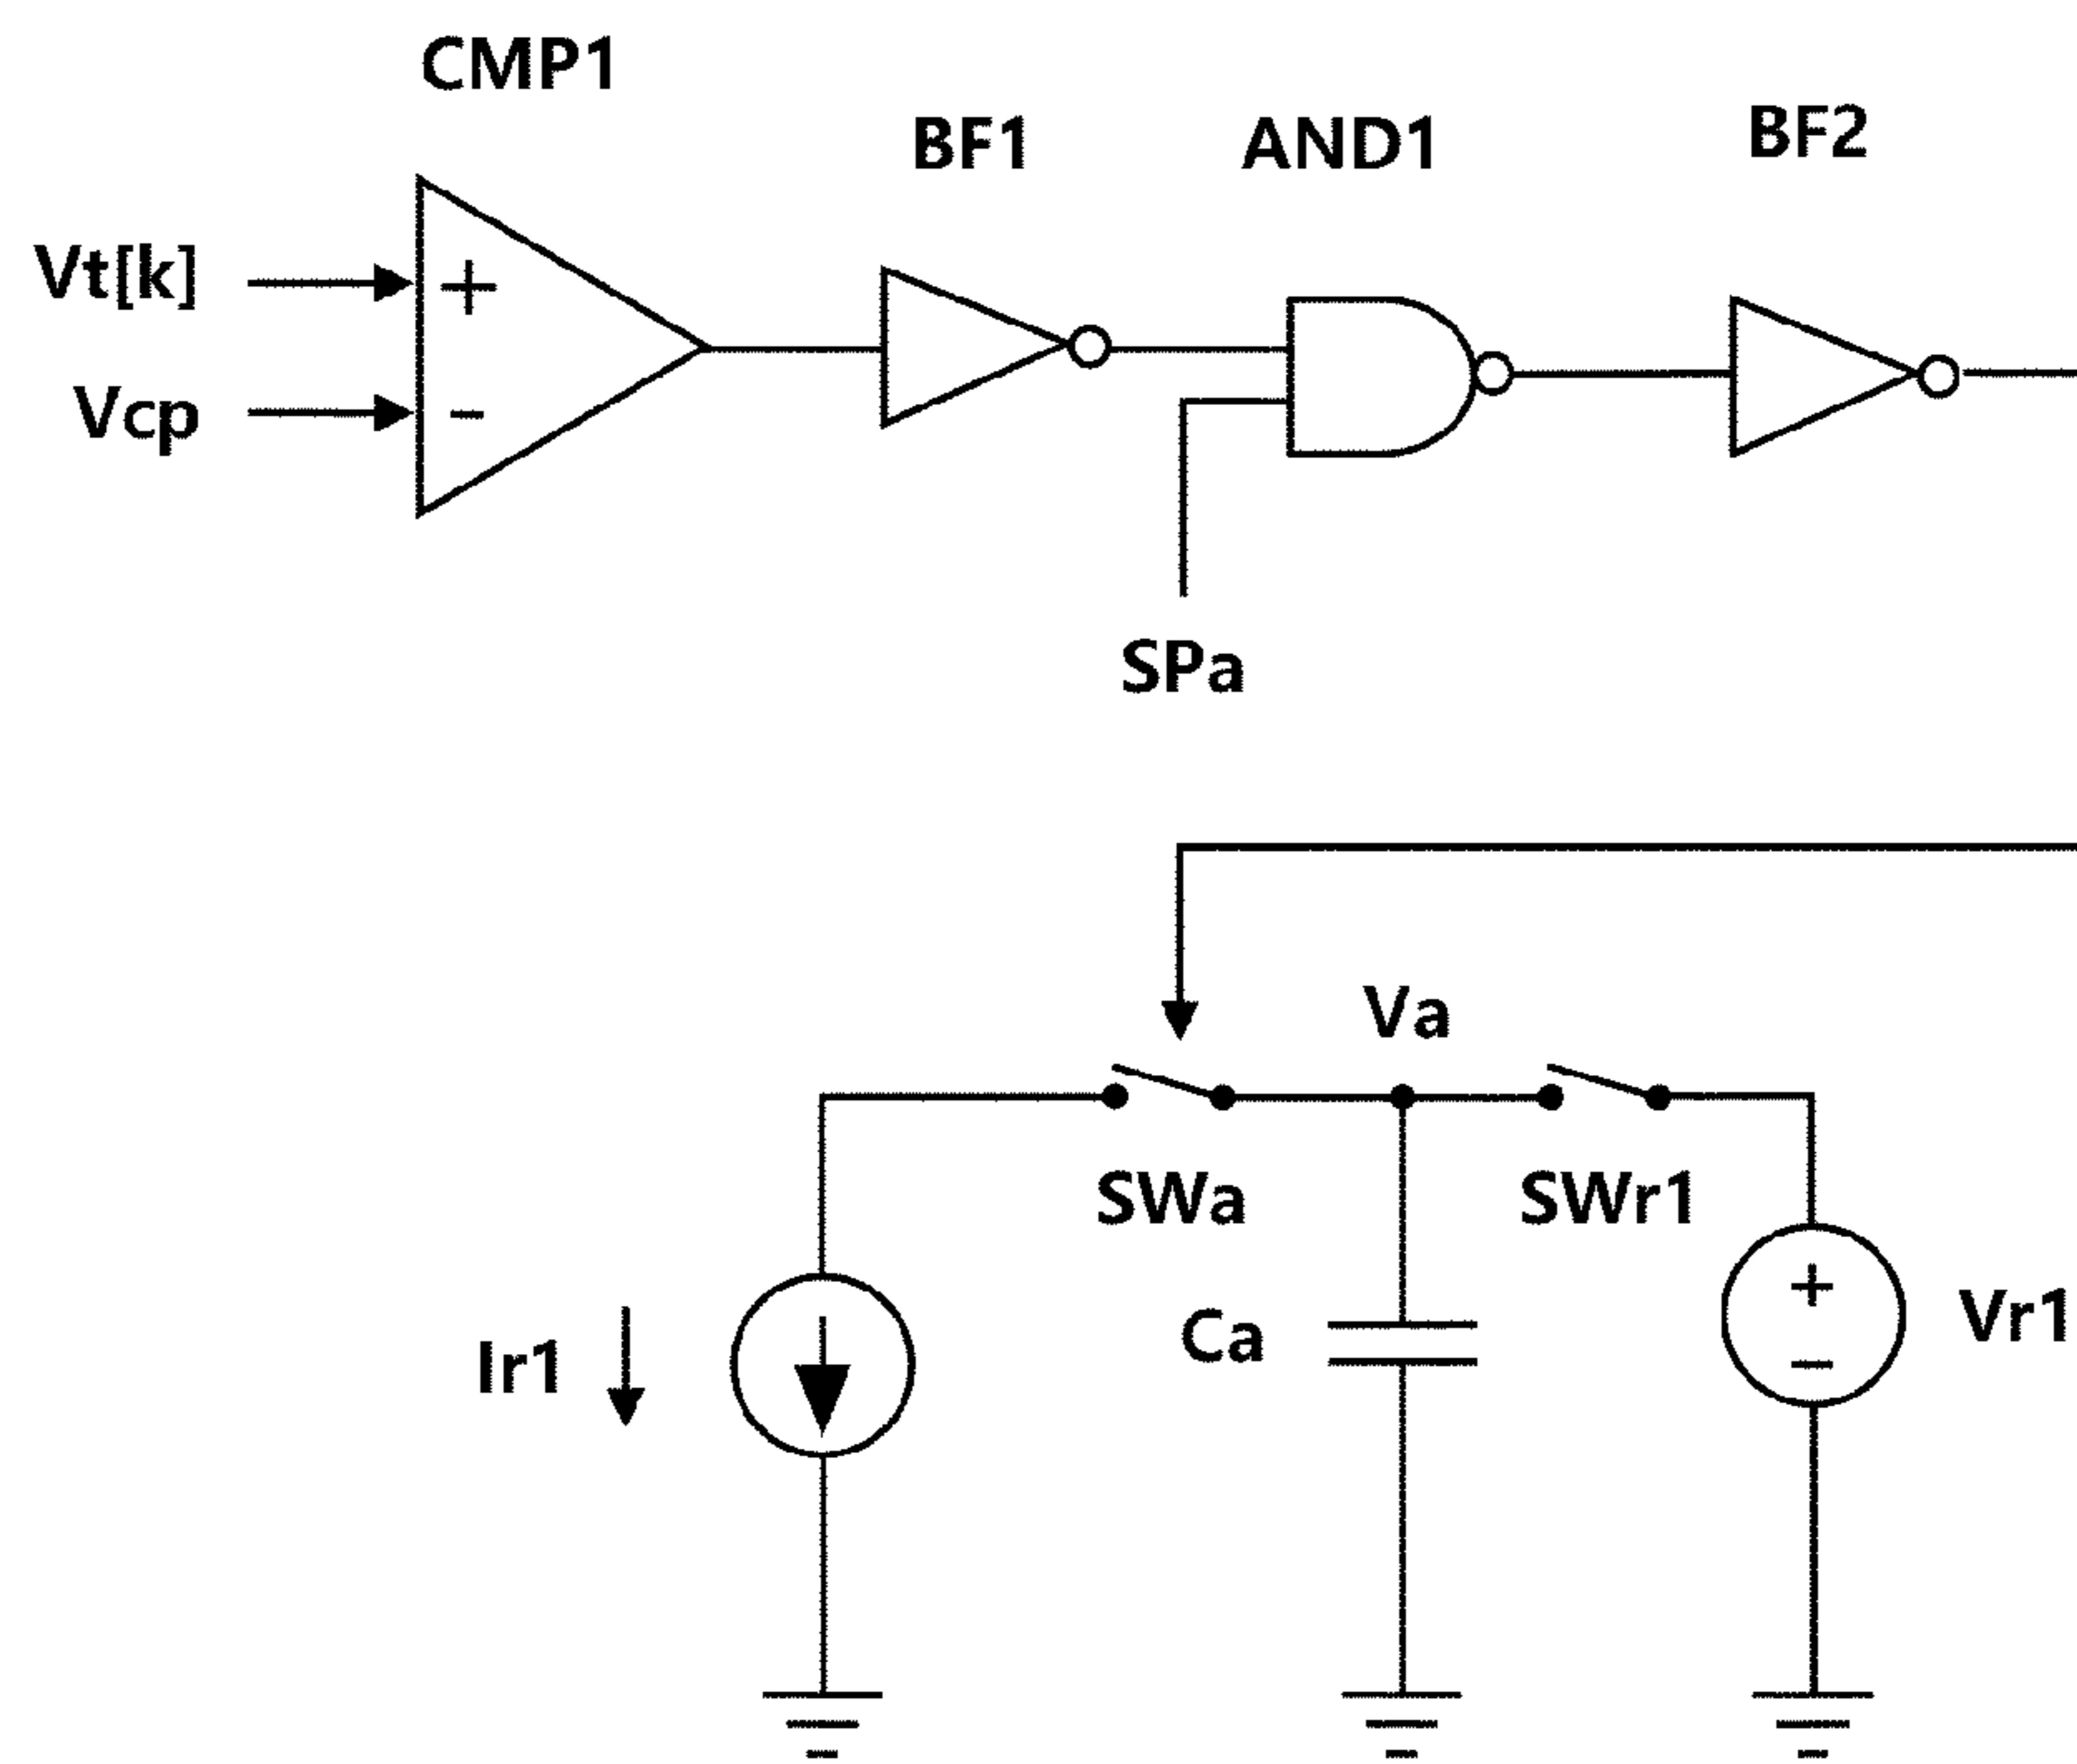 CMP1
BF1
AND1
BF2
Vt[k]
+
Vcp
-
SPa
Va
SWa
SWr1
Ir1
Ca
+
−
Vr1